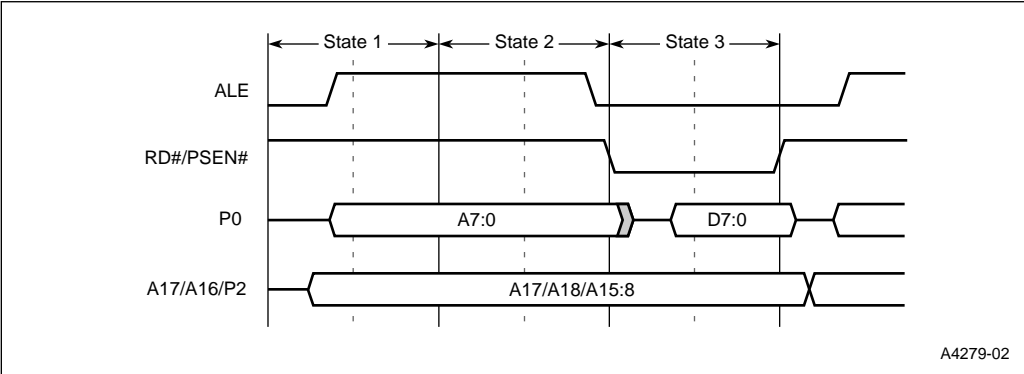 State 1 State 2 State 3
ALE
RD#/PSEN#
P0 A7:0 D7:0
A17/A16/P2 A17/A18/A15:8
A4279-02